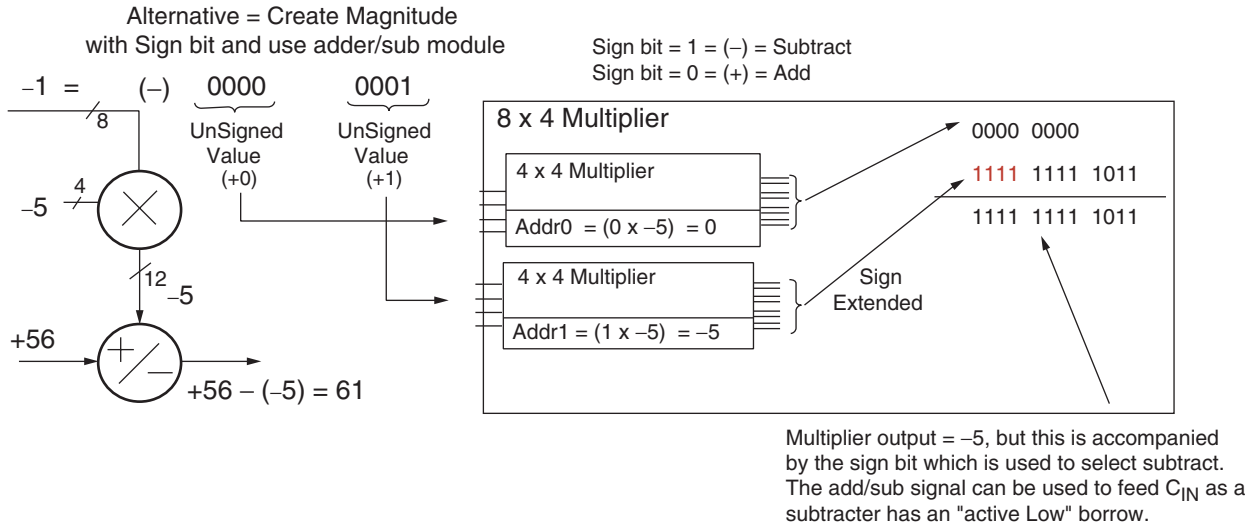 Alternative = Create Magnitude
with Sign bit and use adder/sub module
Sign bit = 1 = (–) = Subtract
Sign bit = 0 = (+) = Add
–1 = (–) 0000 0001
8
UnSigned
Value
(+0)
UnSigned
Value
(+1)
–5
4
12
–5
+56
+
–
+56 – (–5) = 61
8 x 4 Multiplier
4 x 4 Multiplier
Addr0 = (0 x –5) = 0
4 x 4 Multiplier
Addr1 = (1 x –5) = –5
Sign
Extended
0000 0000
1111 1111 1011
1111 1111 1011
Multiplier output = –5, but this is accompanied
by the sign bit which is used to select subtract.
The add/sub signal can be used to feed CIN as a
subtracter has an "active Low" borrow.